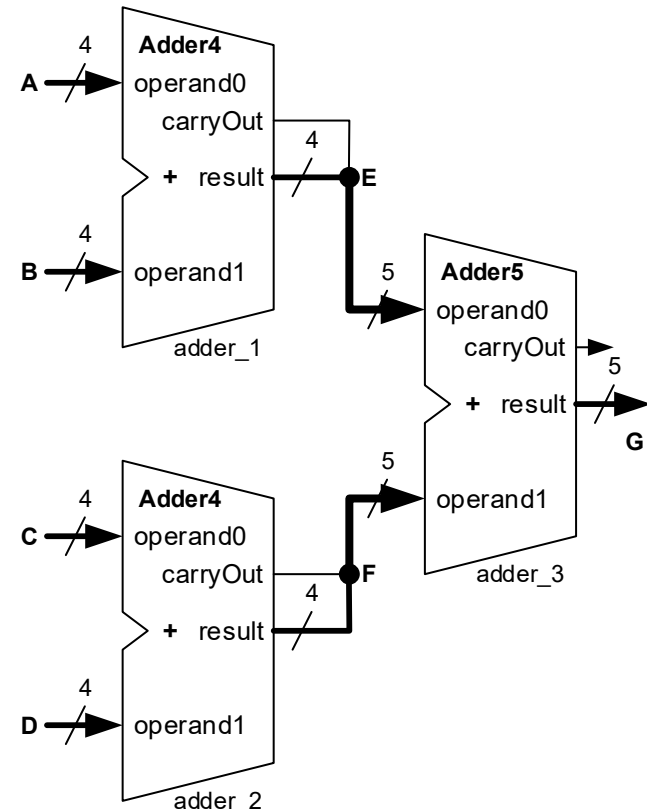 4
Adder4
A
operand0
carryOut
4
+ result
E
4
B
operand1
adder_1
5
Adder5
operand0
carryOut
5
+ result
G
5
operand1
adder_3
4
Adder4
C
operand0
carryOut
F
4
+ result
4
D
operand1
adder_2